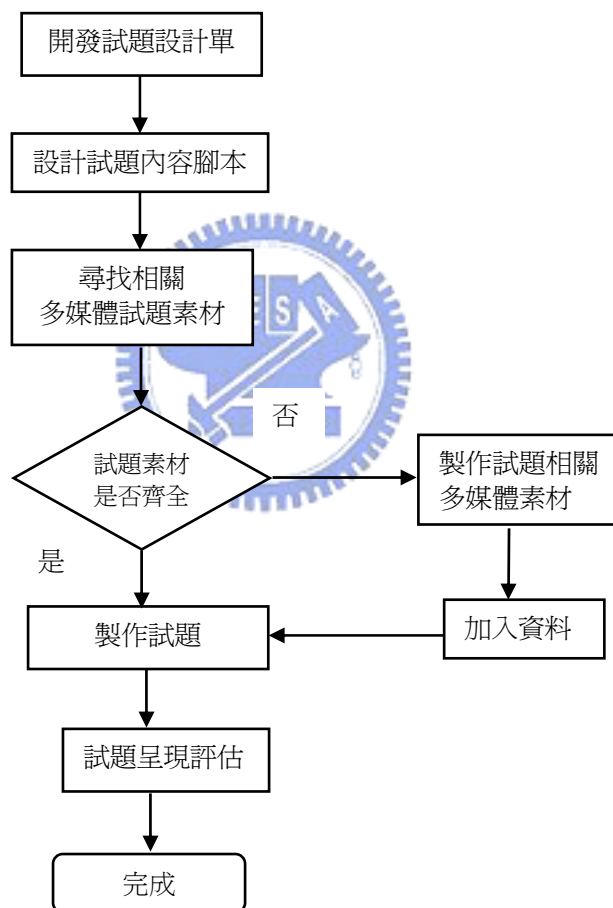 開發試題設計單
設計試題內容腳本
尋找相關
多媒體試題素材
E S A
否
試題素材
是否齊全
製作試題相關
多媒體素材
是
製作試題
加入資料
試題呈現評估
完成